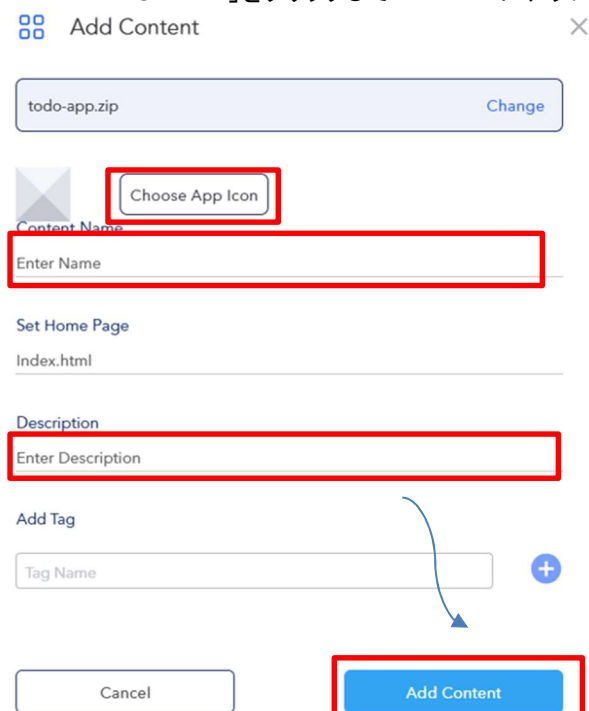 Add Content
todo-app.zip
Change
Choose App Icon
Content Name
Enter Name
Set Home Page
Index.html
Description
Enter Description
Add Tag
Tag Name
Cancel
Add Content